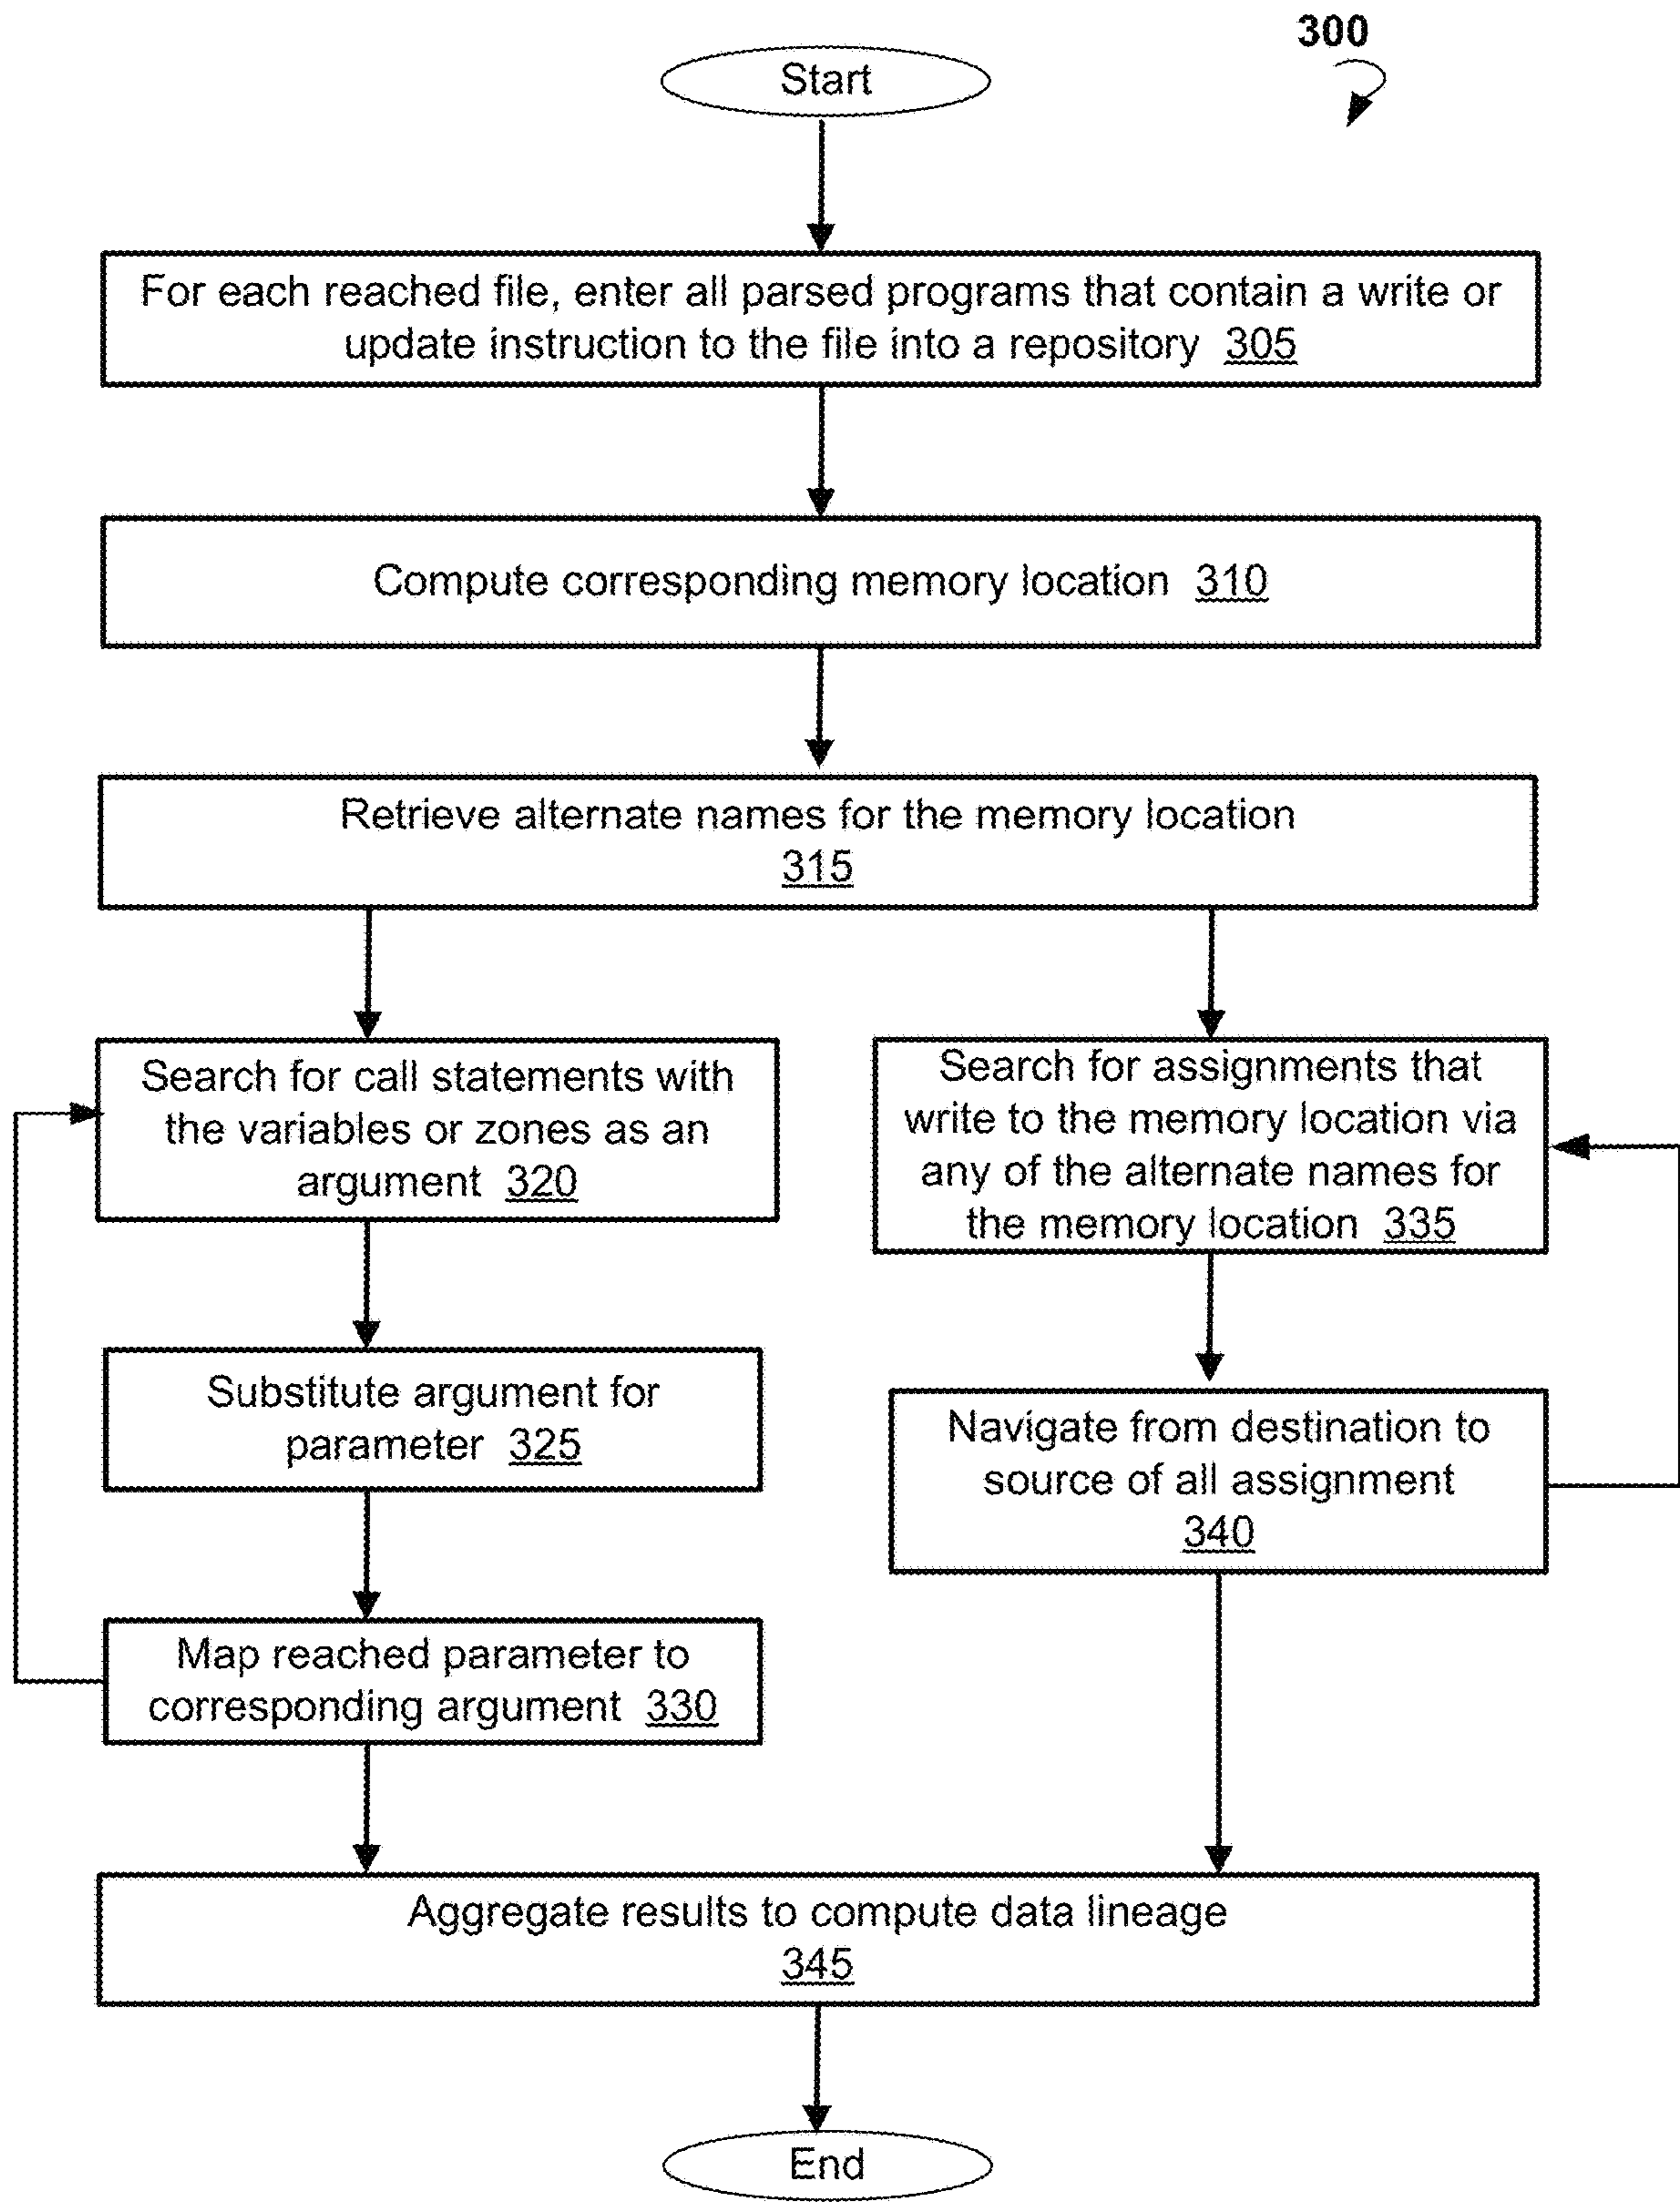 300
Start
For each reached file, enter all parsed programs that contain a write or
update instruction to the file into a repository 305
Compute corresponding memory location 310
Retrieve alternate names for the memory location
315
Search for call statements with
the variables or zones as an
argument 320
Substitute argument for
parameter 325
Map reached parameter to
corresponding argument 330
Search for assignments that
write to the memory location via
any of the alternate names for
the memory location 335
Navigate from destination to
source of all assignment
340
Aggregate results to compute data lineage
345
End